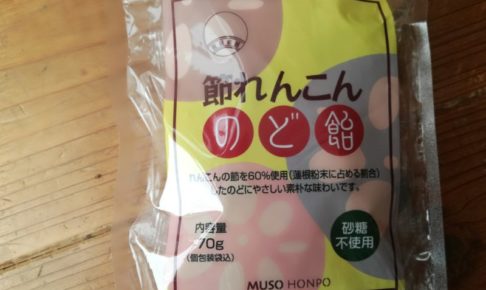 節れんこん
のど飴
れんこんの節を60%使用(蓮根粉末に占める割合)
したのどにやさしい素朴な味わいです。
内容量
70g
(個包装袋込)
砂糖
不使用
MUSO HONPO